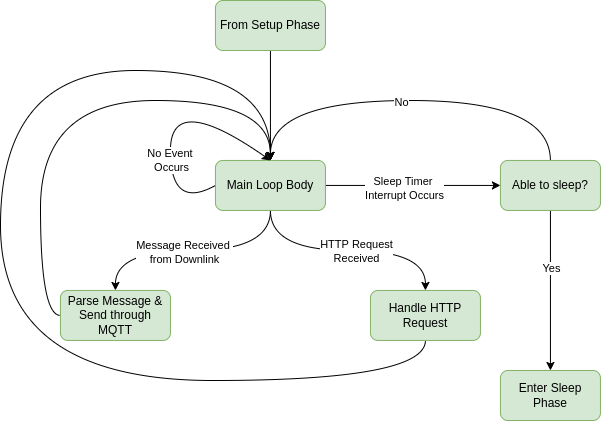 From Setup Phase
No
No Event
Occurs
Main Loop Body
Sleep Timer
Interrupt Occurs
Able to sleep?
Message Received
from Downlink
HTTP Request
Received
Yes
Parse Message &
Send through
MQTT
Handle HTTP
Request
Enter Sleep
Phase